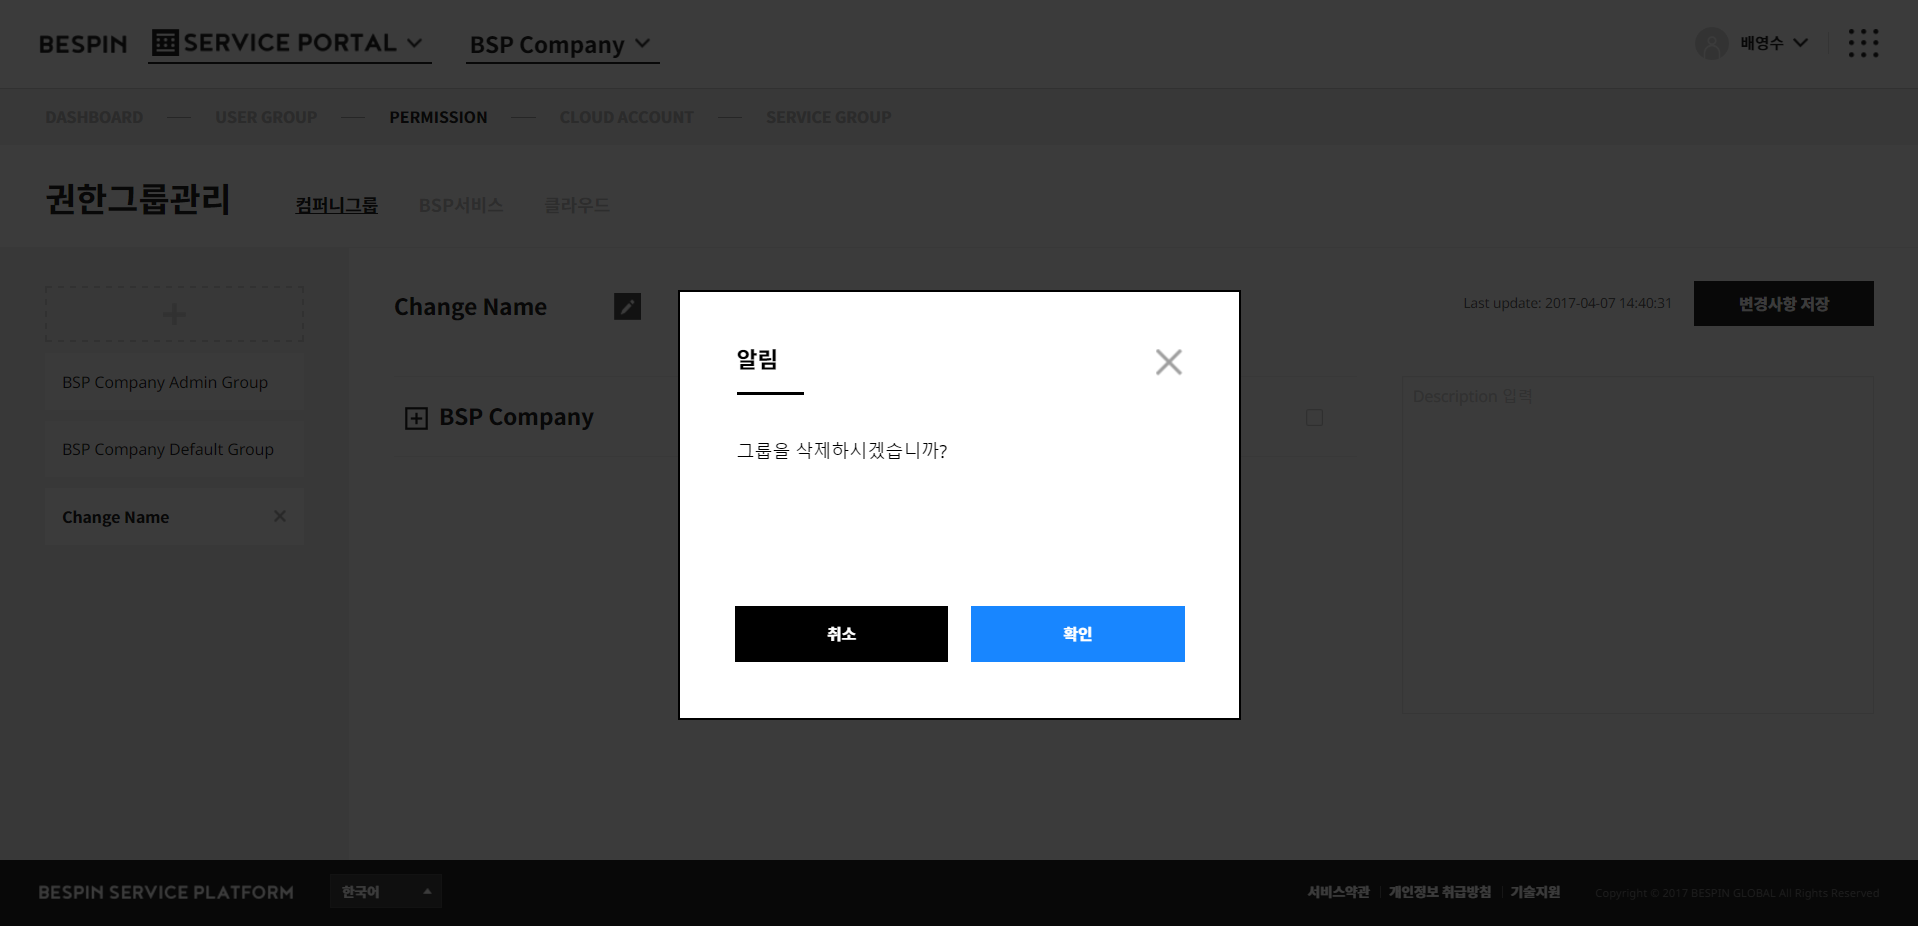 BESPIN SERVICE PORTAL BSP Company 배영수
DASHBOARD USER GROUP PERMISSION CLOUD ACCOUNT SERVICE GROUP
권한그룹관리 컴퍼니그룹 BSP서비스 클라우드
BSP Company Admin Group
BSP Company Default Group
Change Name
Change Name
Last update: 2017-04-07 14:40:31
변경사항 저장
BSP Company
Description 입력
알림
그룹을 삭제하시겠습니까?
취소 확인
BESPIN SERVICE PLATFORM 한국어 서비스약관 개인정보 취급방침 기술지원 Copyright © 2017 BESPIN GLOBAL All Rights Reserved